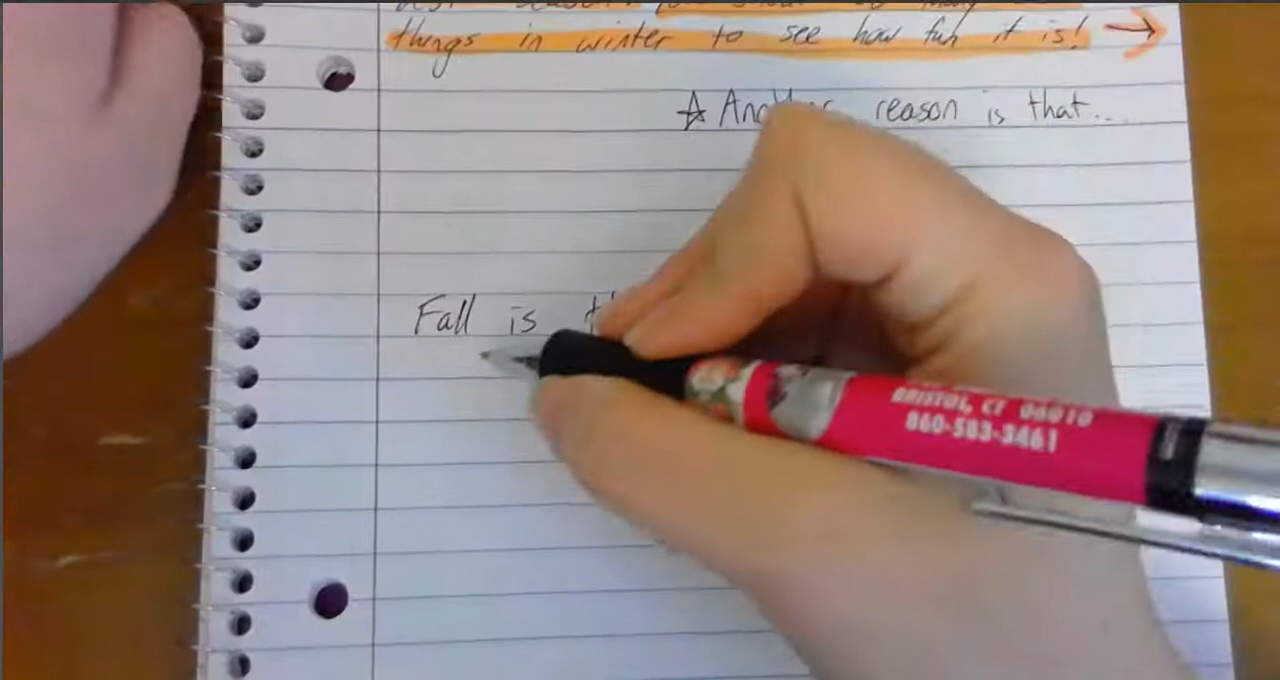 things in winter to see how fun it is! →
☆ Another reason is that...
Fall is
BRISTOL, CT 06010
860-583-3461